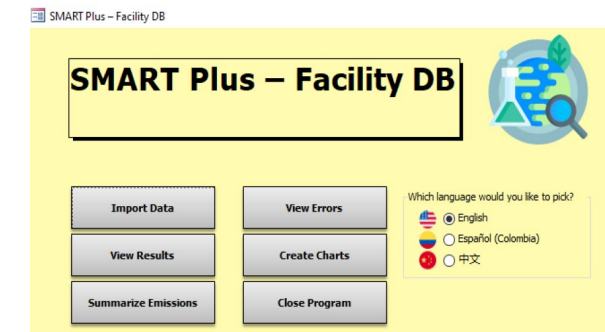 SMART Plus – Facility DB
SMART Plus – Facility DB
Import Data
View Errors
View Results
Create Charts
Summarize Emissions
Close Program
Which language would you like to pick?
English
Español (Colombia)
中文